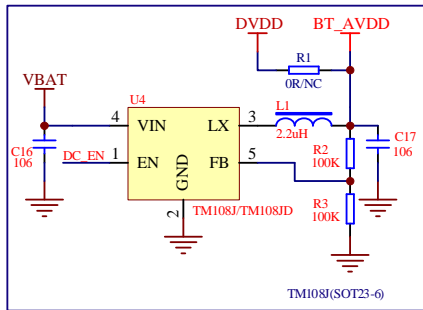 DVDD
BT_AVDD
R1
0R/NC
VBAT
U4
L1
2.2uH
4
VIN
LX
3
C16
106
DC_EN
1
EN
FB
5
GND
2
R2
100K
C17
106
R3
100K
TM108J/TM108JD
TM108J(SOT23-6)